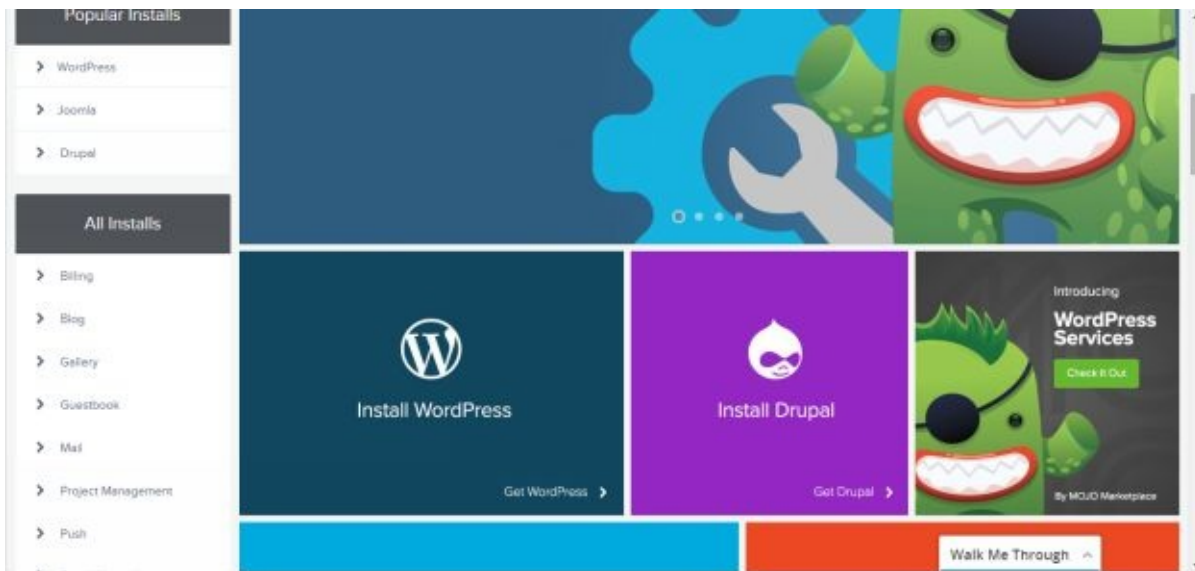 Popular Installs
WordPress
Joomla
Drupal
All Installs
Billing
Blog
Gallery
Guestbook
Mail
Project Management
Push
Install WordPress
Get WordPress
Install Drupal
Get Drupal
Introducing
WordPress
Services
Check It Out
By MOJO Marketplace
Walk Me Through